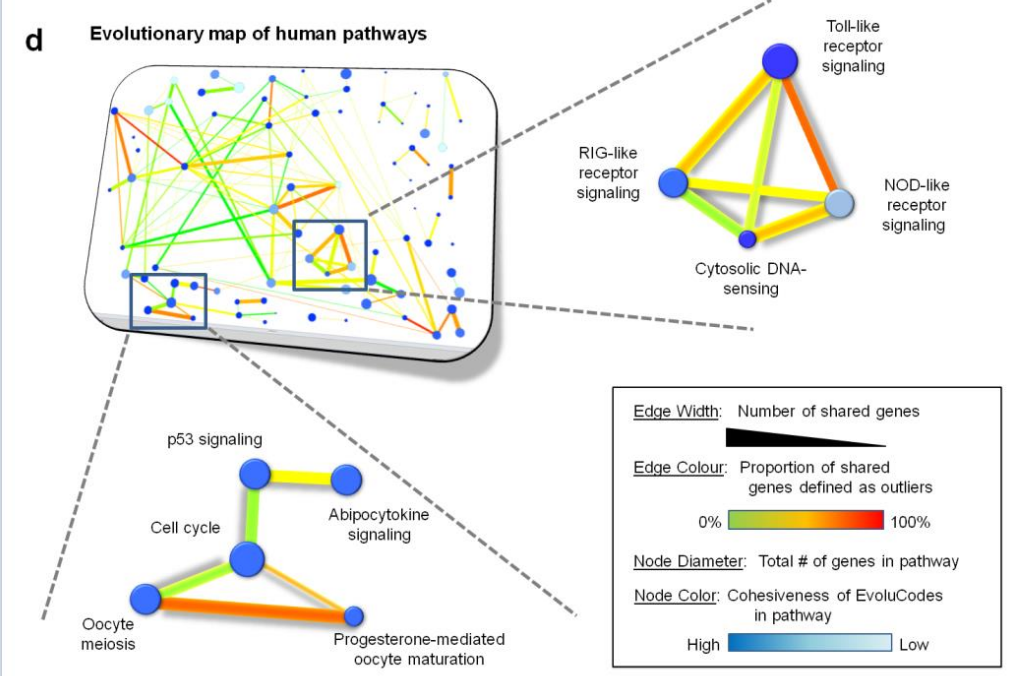 d
Evolutionary map of human pathways
Toll-like
receptor
signaling
RIG-like
receptor
signaling
NOD-like
receptor
signaling
Cytosolic DNA-
sensing
p53 signaling
Abipocytokine
signaling
Cell cycle
Oocyte
meiosis
Progesterone-mediated
oocyte maturation
Edge Width: Number of shared genes
Edge Colour: Proportion of shared
genes defined as outliers
0% 100%
Node Diameter: Total # of genes in pathway
Node Color: Cohesiveness of EvoluCodes
in pathway
High Low